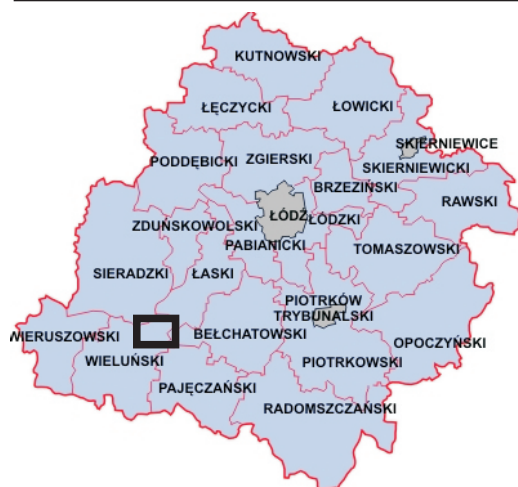 KUTNOWSKI
ŁĘCZYCKI
ŁOWICKI
SKIERNIEWICE
PODDĘBICKI
ZGIERSKI
SKIERNIEWICKI
BRZEZIŃSKI
RAWSKI
ZDUŃSKOWOLSKI
ŁÓDŹ
ŁÓDZKI
PABIANICKI
TOMASZOWSKI
SIERADZKI
ŁASKI
PIOTRKÓW
TRYBUNALSKI
WIERUSZOWSKI
BEŁCHATOWSKI
OPOCZYŃSKI
WIELUŃSKI
PIOTRKOWSKI
PAJĘCZAŃSKI
RADOMSZCZAŃSKI